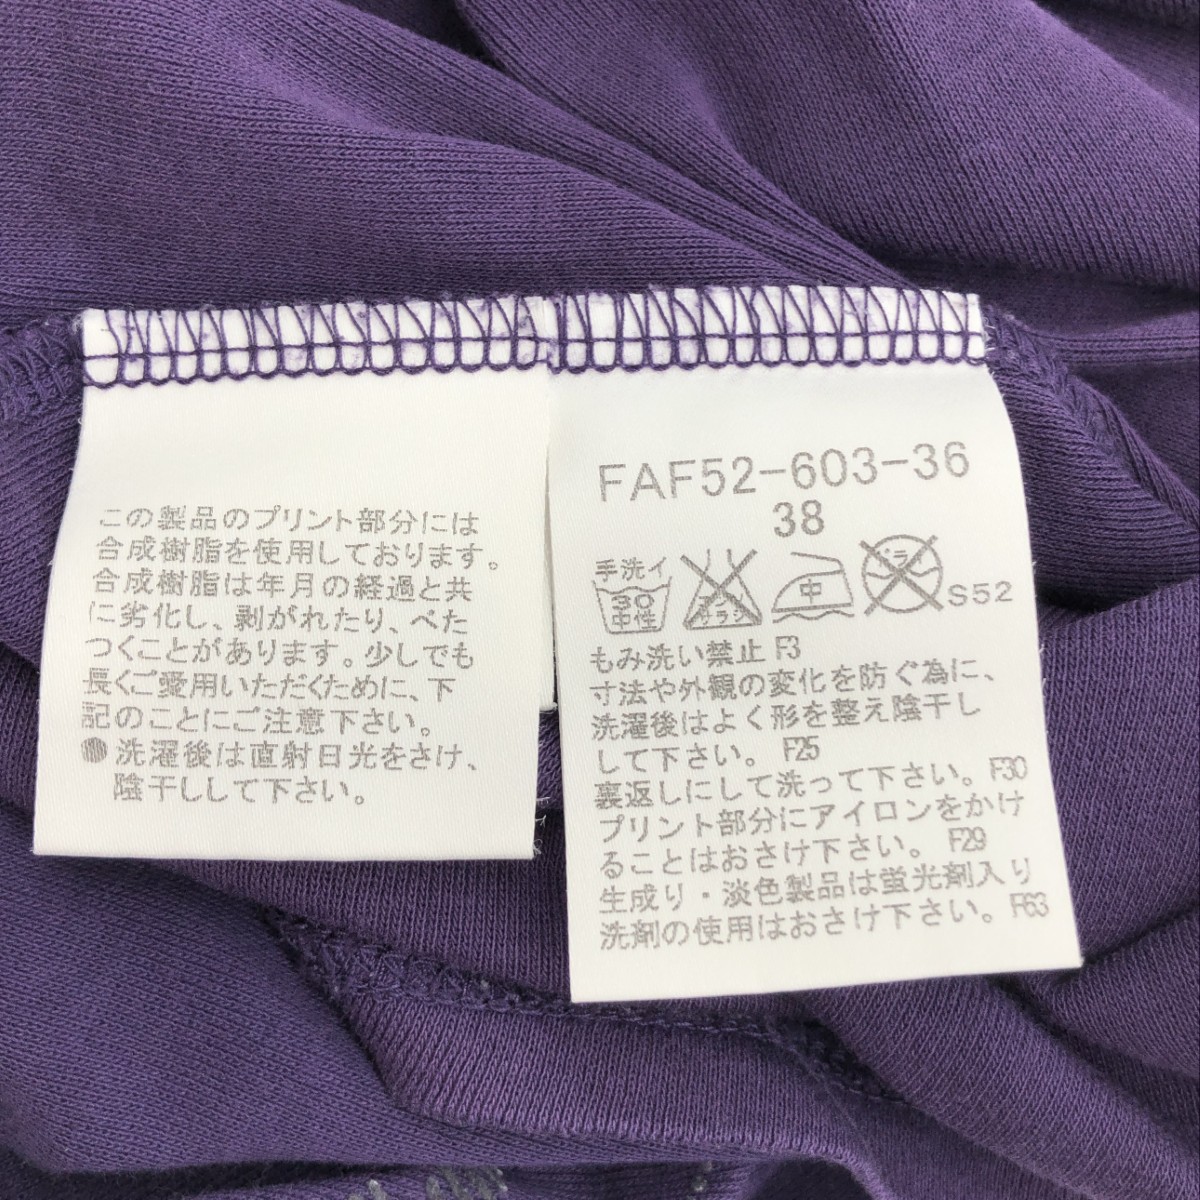 この製品のプリント部分には
合成樹脂を使用しております。
合成樹脂は年月の経過と共
に劣化し、剥がれたり、べた
つくことがあります。少しでも
長くご愛用いただくために、下
記のことにご注意下さい。
●洗濯後は直射日光をさけ、
陰干しして下さい。
FAF52-603-36
38
手洗イ
30
中性
エンソ
サラシ
中
ドライ
S52
もみ洗い禁止 F3
寸法や外観の変化を防ぐ為に、
洗濯後はよく形を整え陰干し
して下さい。 F25
裏返しにして洗って下さい。F30
プリント部分にアイロンをかけ
ることはおさけ下さい。 F29
生成り・淡色製品は蛍光剤入り
洗剤の使用はおさけ下さい。F63